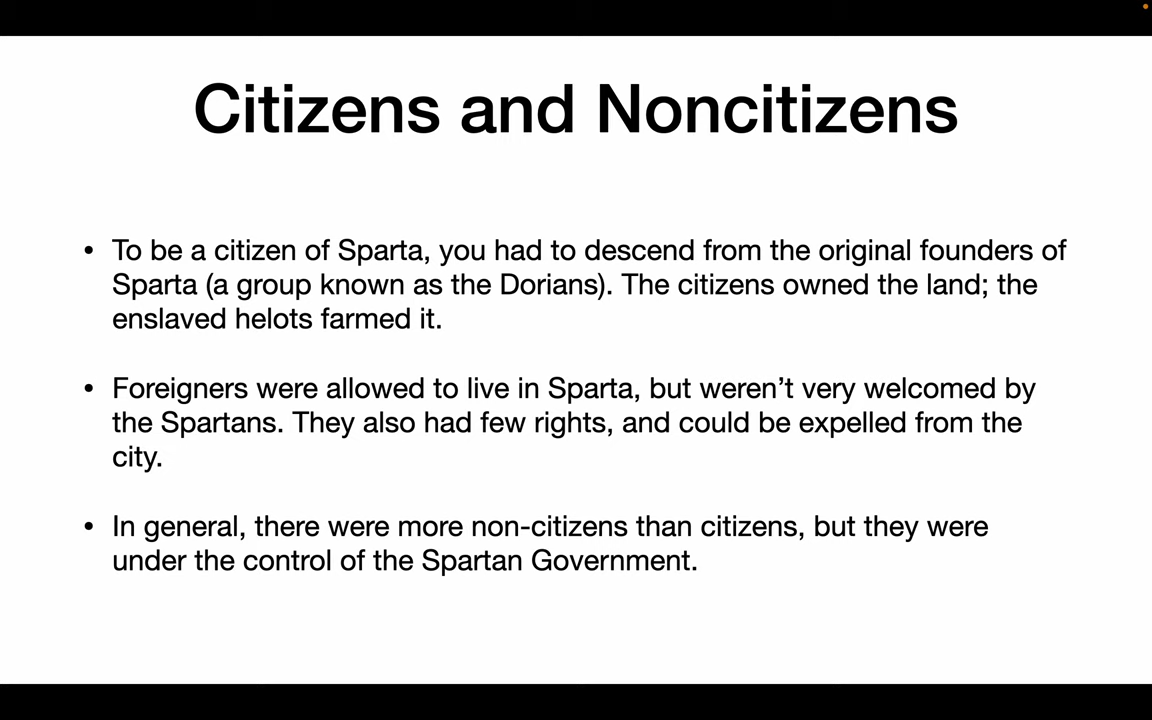 Citizens and Noncitizens
• To be a citizen of Sparta, you had to descend from the original founders of
Sparta (a group known as the Dorians). The citizens owned the land; the
enslaved helots farmed it.
• Foreigners were allowed to live in Sparta, but weren’t very welcomed by
the Spartans. They also had few rights, and could be expelled from the
city.
• In general, there were more non-citizens than citizens, but they were
under the control of the Spartan Government.